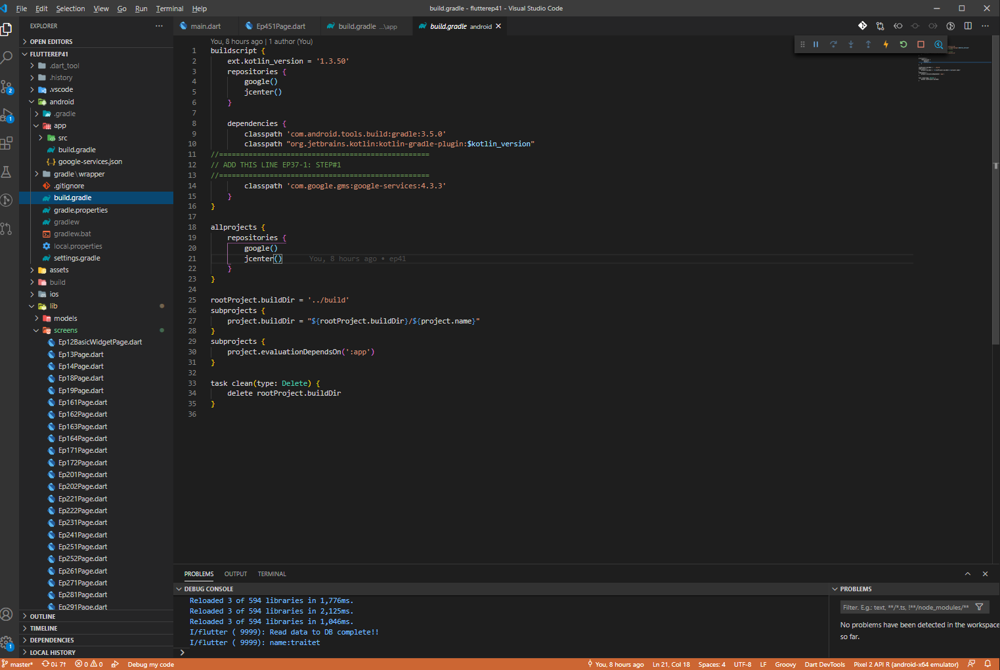 File Edit Selection View Go Run Terminal Help
build.gradle - flutterep41 - Visual Studio Code
EXPLORER
main.dart
Ep451Page.dart
build.gradle ...\app
build.gradle android
OPEN EDITORS
FLUTTEREP41
.dart_tool
.history
.vscode
android
.gradle
app
src
build.gradle
google-services.json
gradle\wrapper
.gitignore
build.gradle
gradle.properties
gradlew
gradlew.bat
local.properties
settings.gradle
assets
build
ios
lib
models
screens
Ep12BasicWidgetPage.dart
Ep13Page.dart
Ep14Page.dart
Ep18Page.dart
Ep19Page.dart
Ep161Page.dart
Ep162Page.dart
Ep163Page.dart
Ep164Page.dart
Ep171Page.dart
Ep172Page.dart
Ep201Page.dart
Ep202Page.dart
Ep221Page.dart
Ep222Page.dart
Ep231Page.dart
Ep241Page.dart
Ep251Page.dart
Ep252Page.dart
Ep261Page.dart
Ep271Page.dart
Ep281Page.dart
Ep291Page.dart
OUTLINE
TIMELINE
DEPENDENCIES
LOCAL HISTORY
2
1
1
You, 8 hours ago | 1 author (You)
1 buildscript {
2 ext.kotlin_version = '1.3.50'
3 repositories {
4 google()
5 jcenter()
6 }
7
8 dependencies {
9 classpath 'com.android.tools.build:gradle:3.5.0'
10 classpath "org.jetbrains.kotlin:kotlin-gradle-plugin:$kotlin_version"
11 //==================================================
12 // ADD THIS LINE EP37-1: STEP#1
13 //==================================================
14 classpath 'com.google.gms:google-services:4.3.3'
15 }
16 }
17
18 allprojects {
19 repositories {
20 google()
21 jcenter() You, 8 hours ago • ep41
22 }
23 }
24
25 rootProject.buildDir = '../build'
26 subprojects {
27 project.buildDir = "${rootProject.buildDir}/${project.name}"
28 }
29 subprojects {
30 project.evaluationDependsOn(':app')
31 }
32
33 task clean(type: Delete) {
34 delete rootProject.buildDir
35 }
36
PROBLEMS OUTPUT TERMINAL
DEBUG CONSOLE
Reloaded 3 of 594 libraries in 1,776ms.
Reloaded 3 of 594 libraries in 2,125ms.
Reloaded 3 of 594 libraries in 1,046ms.
I/flutter ( 9999): Read data to DB complete!!
I/flutter ( 9999): name:traitet
PROBLEMS
Filter. E.g.: text, **/*.ts, !**/node_modules/**
No problems have been detected in the workspace
so far.
master* 0↓ 7↑ 0 0 Debug my code
You, 8 hours ago Ln 21, Col 18 Spaces: 4 UTF-8 LF Groovy Dart DevTools Pixel 2 API R (android-x64 emulator)